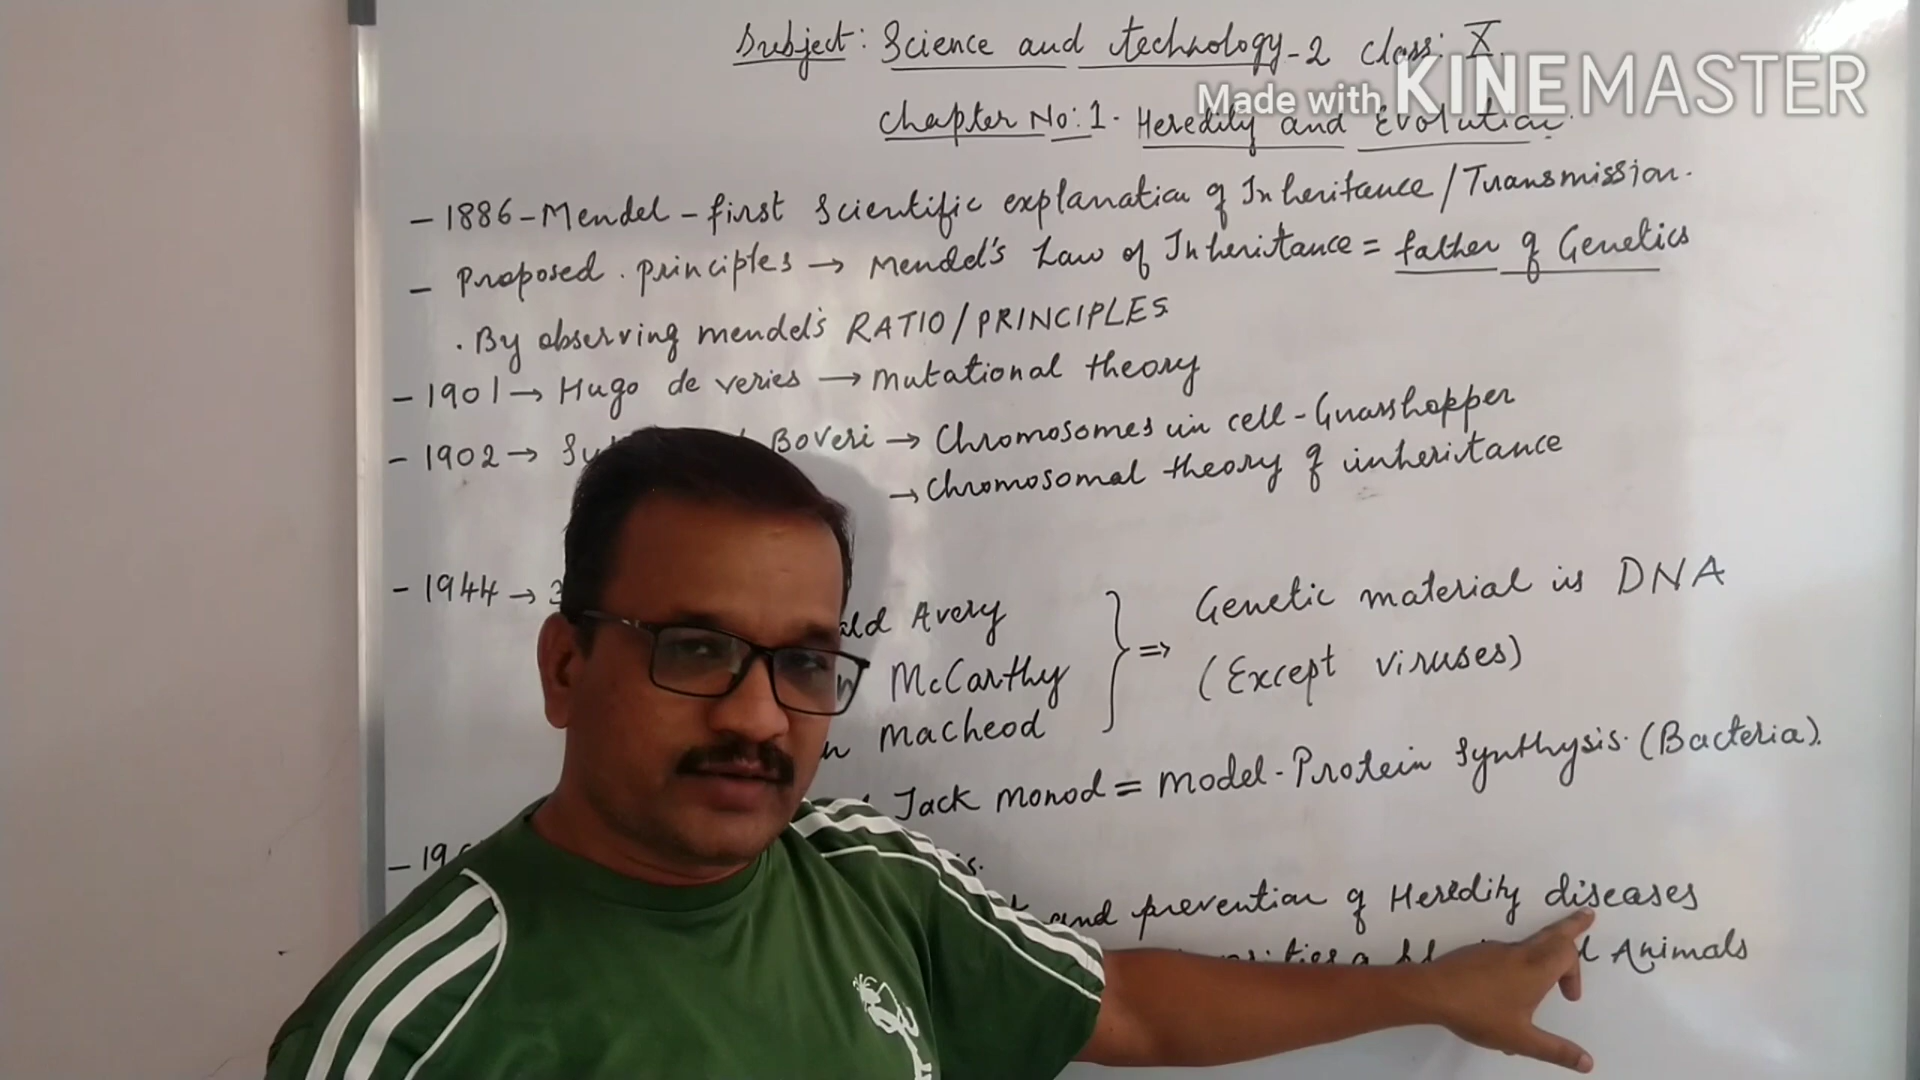 Subject: Science and technology-2 Class: X
Made with KINEMASTER
Chapter No: 1. Heredity and Evolution.
- 1886 - Mendel - first Scientific explanation of Inheritance / Transmission.
- Proposed . principles → Mendel's Law of Inheritance = father of Genetics
. By observing mendel's RATIO / PRINCIPLES
- 1901 → Hugo de veries → Mutational theory
- 1902 → Boveri → Chromosomes in cell - Grasshopper
→ Chromosomal theory of inheritance
- 1944 → 3
Avery
McCarthy
Macheod
} ⇒ Genetic material is DNA
(Except viruses)
Jack Monod = Model - Protein Synthysis. (Bacteria).
- 19
and prevention of Heredity diseases
Animals